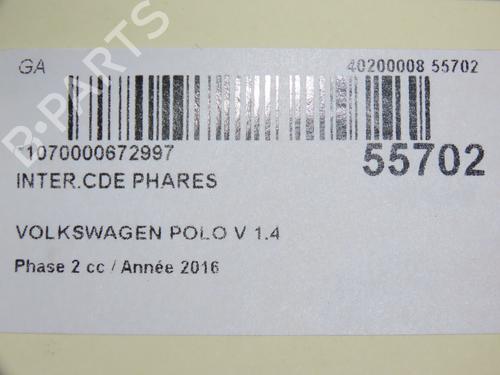 GA
40200008 55702
1070000672997
55702
INTER.CDE PHARES
VOLKSWAGEN POLO V 1.4
Phase 2 cc / Année 2016
B-PARTS